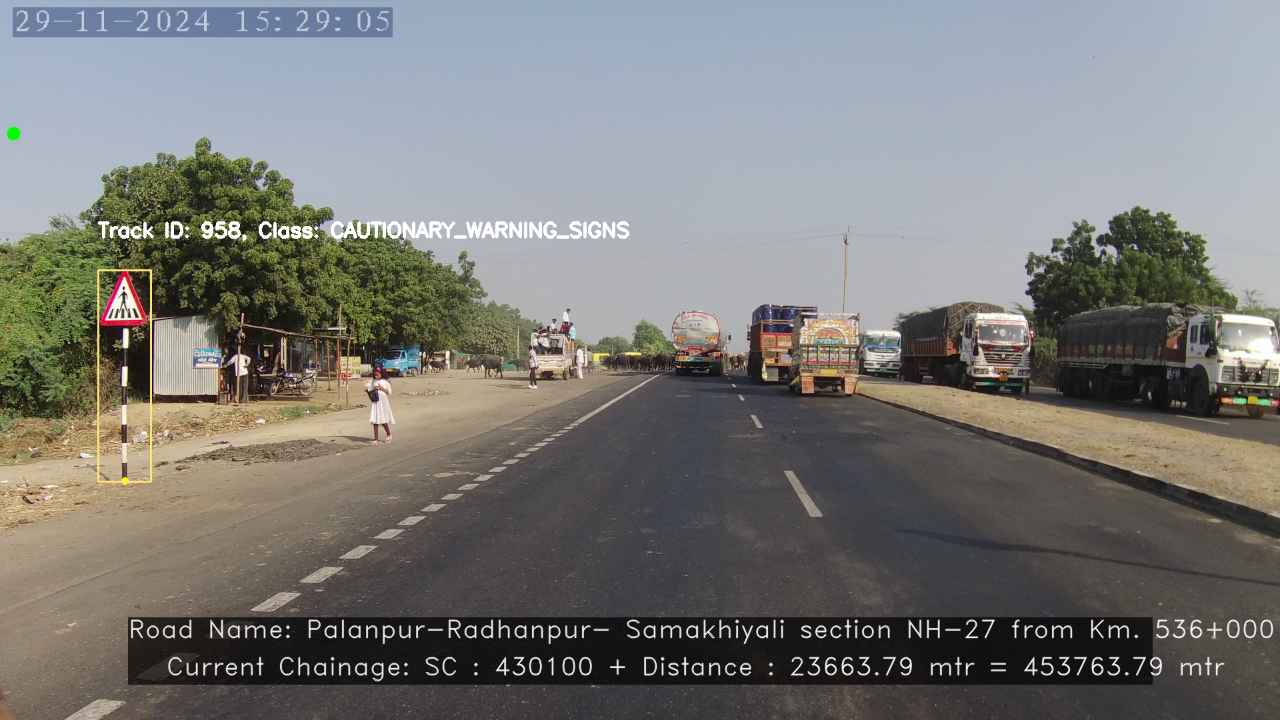 29-11-2024 15:29:05
Track ID: 958, Class: CAUTIONARY_WARNING_SIGNS
Road Name: Palanpur-Radhanpur- Samakhiyali section NH-27 from Km. 536+000
Current Chainage: SC : 430100 + Distance : 23663.79 mtr = 453763.79 mtr